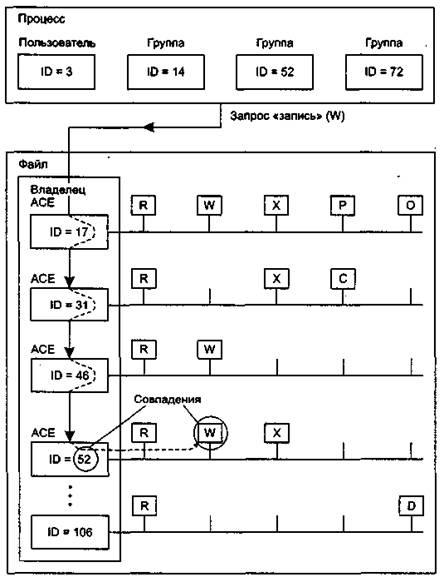 Процесс
Пользователь Группа Группа Группа
ID = 3 ID = 14 ID = 52 ID = 72
Запрос «запись» (W)
Файл
Владелец
ACE
R W X P O
ID = 17
ACE
R X C
ID = 31
ACE
R W
ID = 46
Совпадения
ACE
R W X
ID = 52
R D
ID = 106